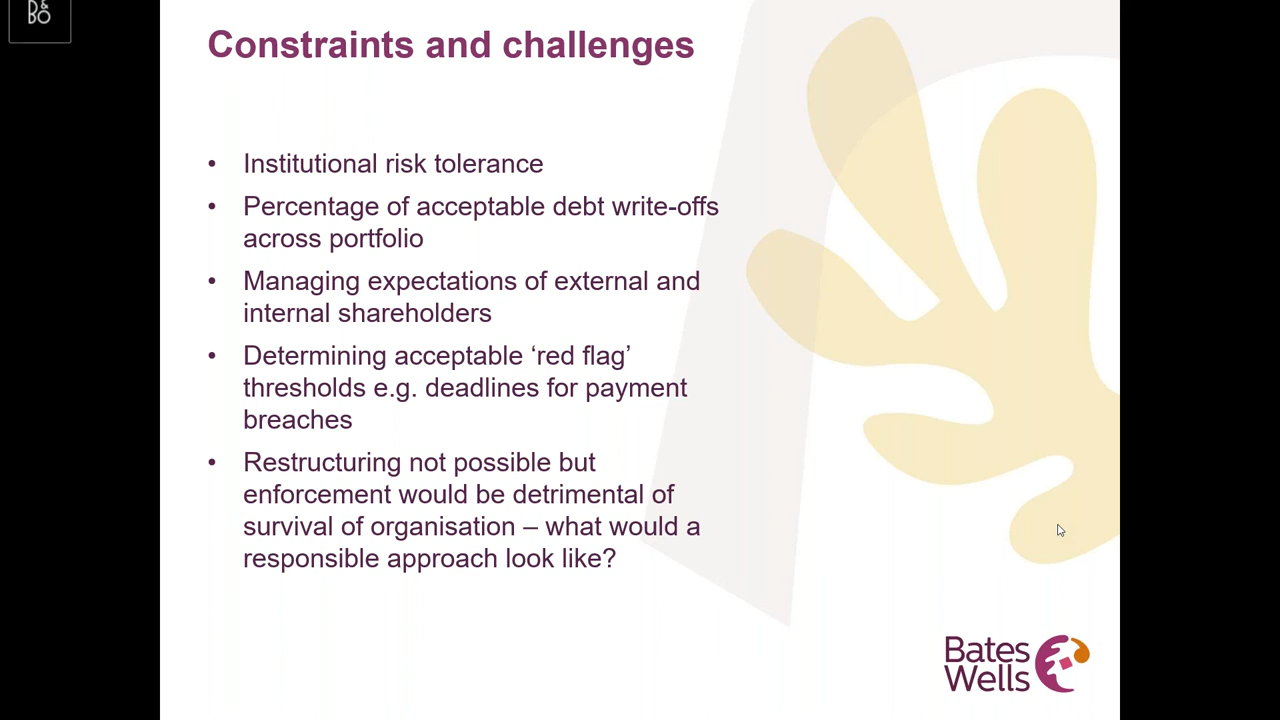 D&
BO
Constraints and challenges
• Institutional risk tolerance
• Percentage of acceptable debt write-offs
across portfolio
• Managing expectations of external and
internal shareholders
• Determining acceptable ‘red flag’
thresholds e.g. deadlines for payment
breaches
• Restructuring not possible but
enforcement would be detrimental of
survival of organisation – what would a
responsible approach look like?
Bates
Wells